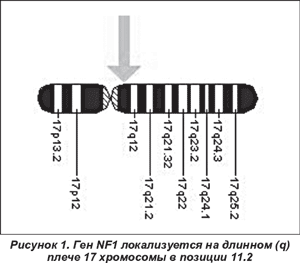 17p13.2
17p12
17q12
17q21.2
17q21.32
17q22
17q23.2
17q24.1
17q24.3
17q25.2
Рисунок 1. Ген NF1 локализуется на длинном (q)
плече 17 хромосомы в позиции 11.2